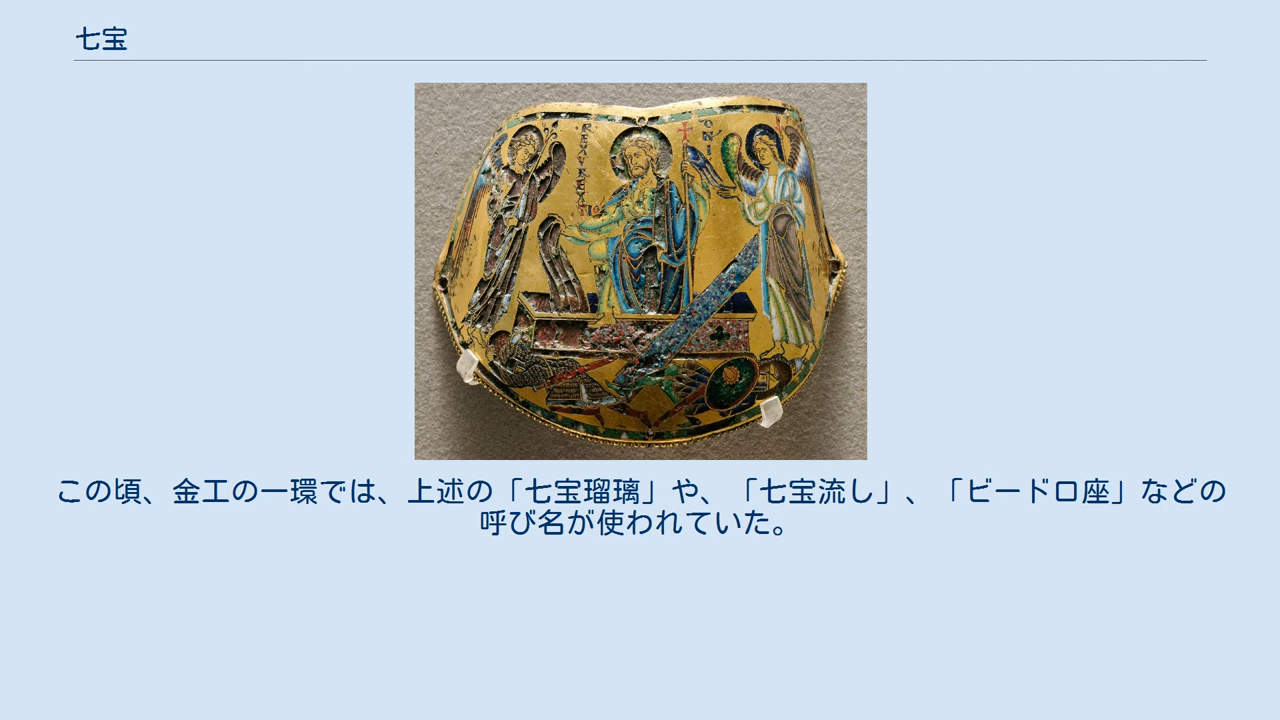 七宝
この頃、金工の一環では、上述の「七宝瑠璃」や、「七宝流し」、「ビードロ座」などの
呼び名が使われていた。